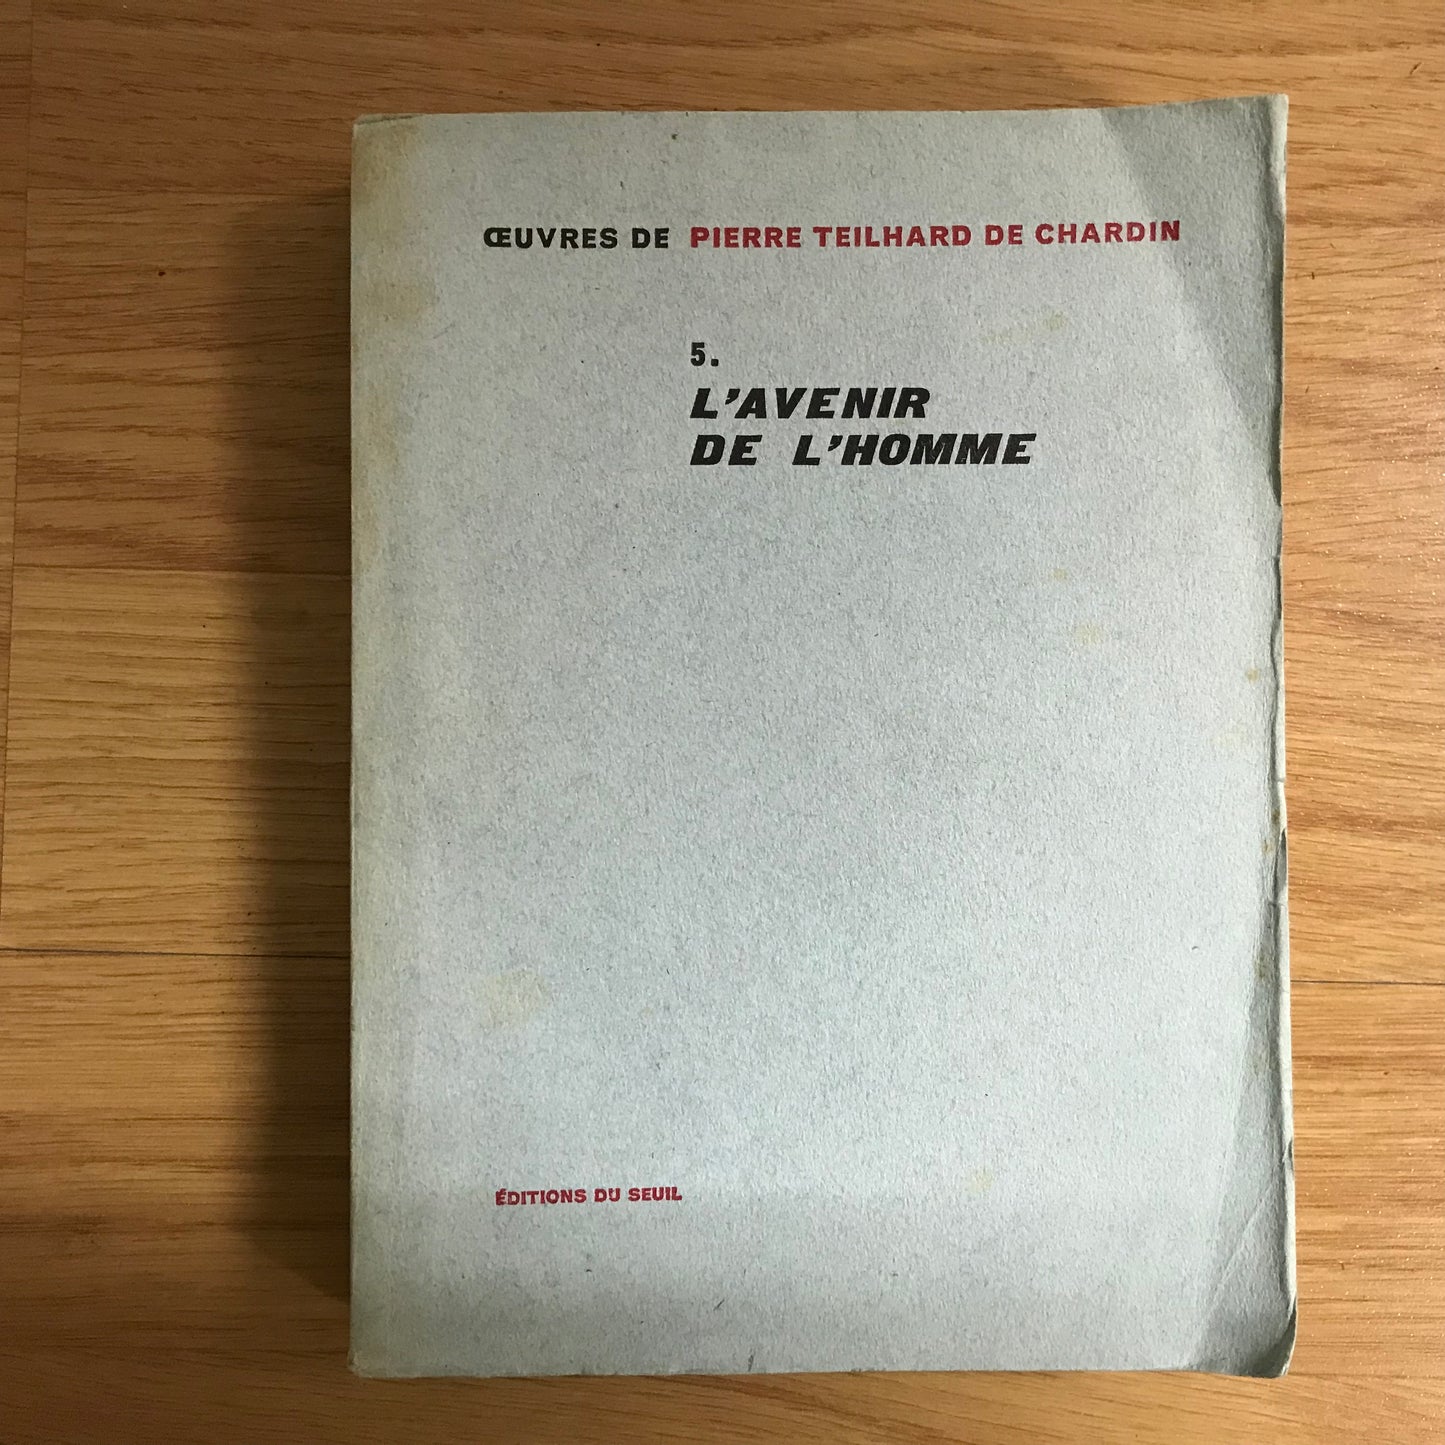 ŒUVRES DE PIERRE TEILHARD DE CHARDIN
5.
L'AVENIR
DE L'HOMME
ÉDITIONS DU SEUIL